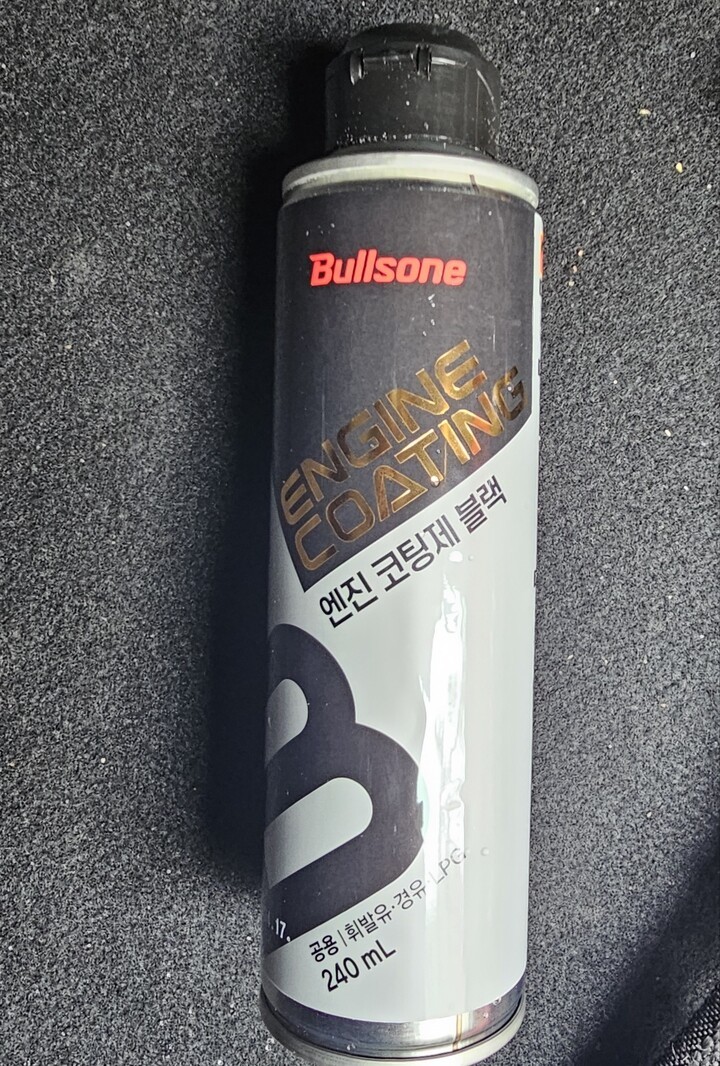 Bullsone
ENGINE
COATING
엔진 코팅제 블랙
공용 | 휘발유·경유·LPG
240 mL